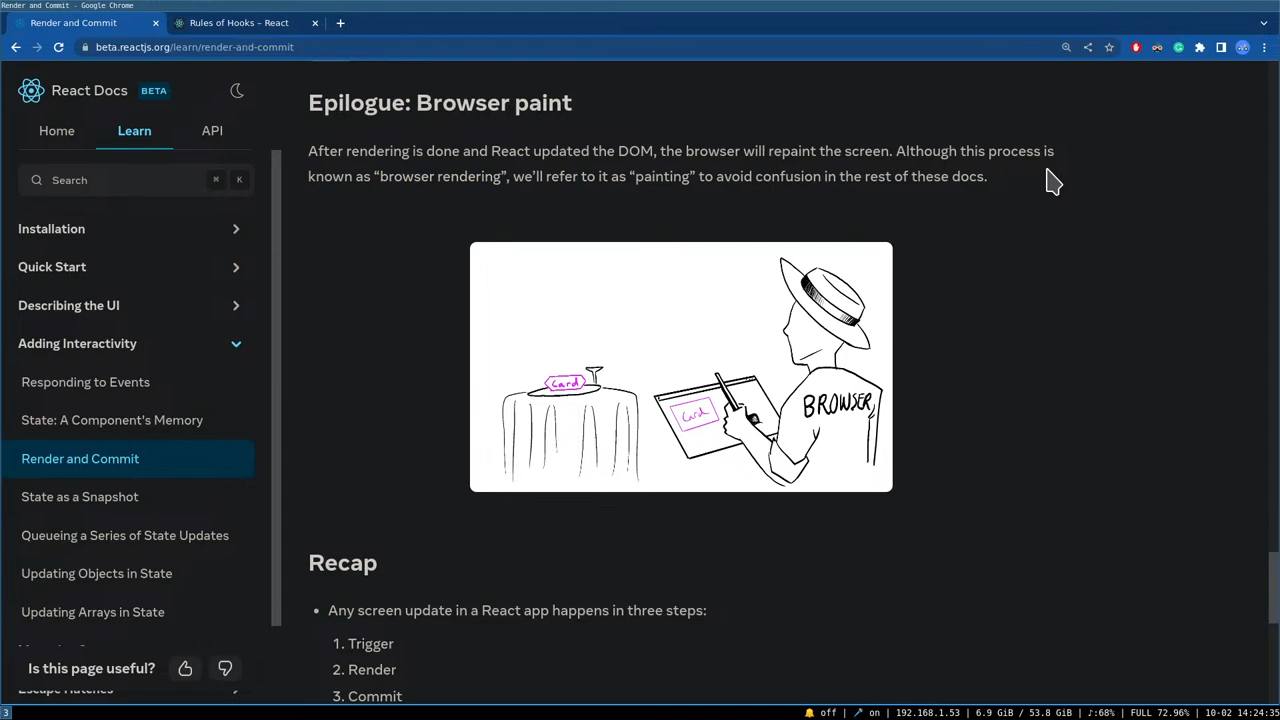 Render and Commit - Google Chrome
Render and Commit
Rules of Hooks – React
beta.reactjs.org/learn/render-and-commit
React Docs
BETA
Home
Learn
API
Search
⌘
K
Installation
Quick Start
Describing the UI
Adding Interactivity
Responding to Events
State: A Component's Memory
Render and Commit
State as a Snapshot
Queueing a Series of State Updates
Updating Objects in State
Updating Arrays in State
Is this page useful?
Escape Hatches
Epilogue: Browser paint
After rendering is done and React updated the DOM, the browser will repaint the screen. Although this process is
known as “browser rendering”, we’ll refer to it as “painting” to avoid confusion in the rest of these docs.
Card
Card
BROWSER
Recap
• Any screen update in a React app happens in three steps:
1. Trigger
2. Render
3. Commit
3
off
on
192.168.1.53
6.9 GiB / 53.8 GiB
♪:68%
FULL 72.96%
10-02 14:24:35